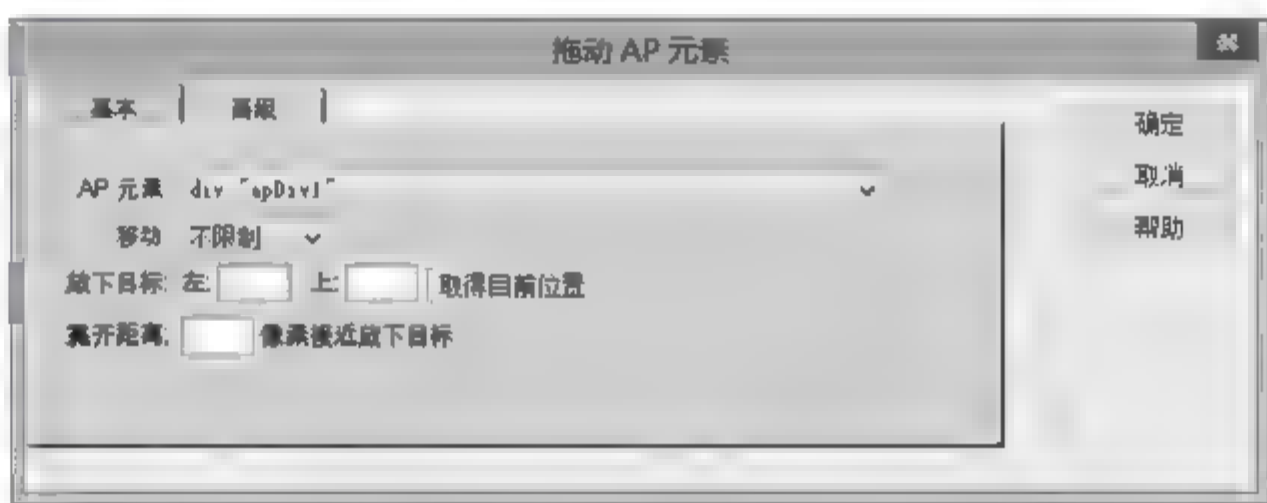 拖动 AP 元素
基本 高级
确定
AP 元素 div "apDiv1"
取消
移动 不限制
帮助
放下目标: 左: 上: 取得目前位置
靠齐距离: 像素接近放下目标